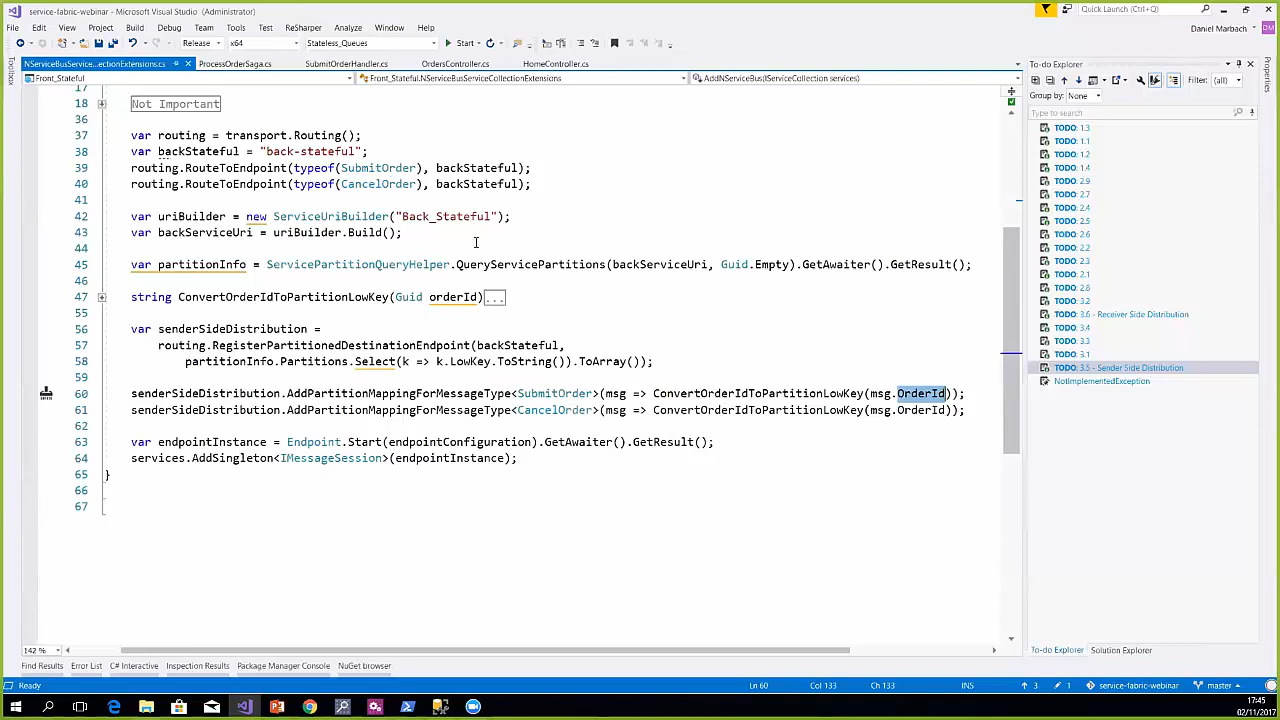 service-fabric-webinar - Microsoft Visual Studio (Administrator)
Quick Launch (Ctrl+Q)
File Edit View Project Build Debug Team Tools Test ReSharper Analyze Window Help
Daniel Marbach
DM
Release x64 Stateless_Queues Start
NServiceBusService...ectionExtensions.cs ProcessOrderSaga.cs SubmitOrderHandler.cs OrdersController.cs HomeController.cs
Front_Stateful Front_Stateful.NServiceBusServiceCollectionExtensions AddNServiceBus(IServiceCollection services)
Toolbox
17
18 Not Important
36
37 var routing = transport.Routing();
38 var backStateful = "back-stateful";
39 routing.RouteToEndpoint(typeof(SubmitOrder), backStateful);
40 routing.RouteToEndpoint(typeof(CancelOrder), backStateful);
41
42 var uriBuilder = new ServiceUriBuilder("Back_Stateful");
43 var backServiceUri = uriBuilder.Build();
44
45 var partitionInfo = ServicePartitionQueryHelper.QueryServicePartitions(backServiceUri, Guid.Empty).GetAwaiter().GetResult();
46
47 string ConvertOrderIdToPartitionLowKey(Guid orderId)...
55
56 var senderSideDistribution =
57 routing.RegisterPartitionedDestinationEndpoint(backStateful,
58 partitionInfo.Partitions.Select(k => k.LowKey.ToString()).ToArray());
59
60 senderSideDistribution.AddPartitionMappingForMessageType<SubmitOrder>(msg => ConvertOrderIdToPartitionLowKey(msg.OrderId));
61 senderSideDistribution.AddPartitionMappingForMessageType<CancelOrder>(msg => ConvertOrderIdToPartitionLowKey(msg.OrderId));
62
63 var endpointInstance = Endpoint.Start(endpointConfiguration).GetAwaiter().GetResult();
64 services.AddSingleton<IMessageSession>(endpointInstance);
65 }
66
67
142 %
To-do Explorer
Filter: (all)
Group by: None
Type to search
TODO: 1.3
TODO: 1.1
TODO: 1.2
TODO: 1.4
TODO: 2.9
TODO: 2.7
TODO: 2.4
TODO: 2.5
TODO: 2.6
TODO: 2.2
TODO: 2.3
TODO: 2.1
TODO: 2.8
TODO: 3.2
TODO: 3.6 - Receiver Side Distribution
TODO: 3.4
TODO: 3.3
TODO: 3.1
TODO: 3.5 - Sender Side Distribution
NotImplementedException
To-do Explorer Solution Explorer
Properties
Find Results Error List C# Interactive Inspection Results Package Manager Console NuGet browser
Ready Ln 60 Col 133 Ch 133 INS 3 1 service-fabric-webinar master
17:45
02/11/2017